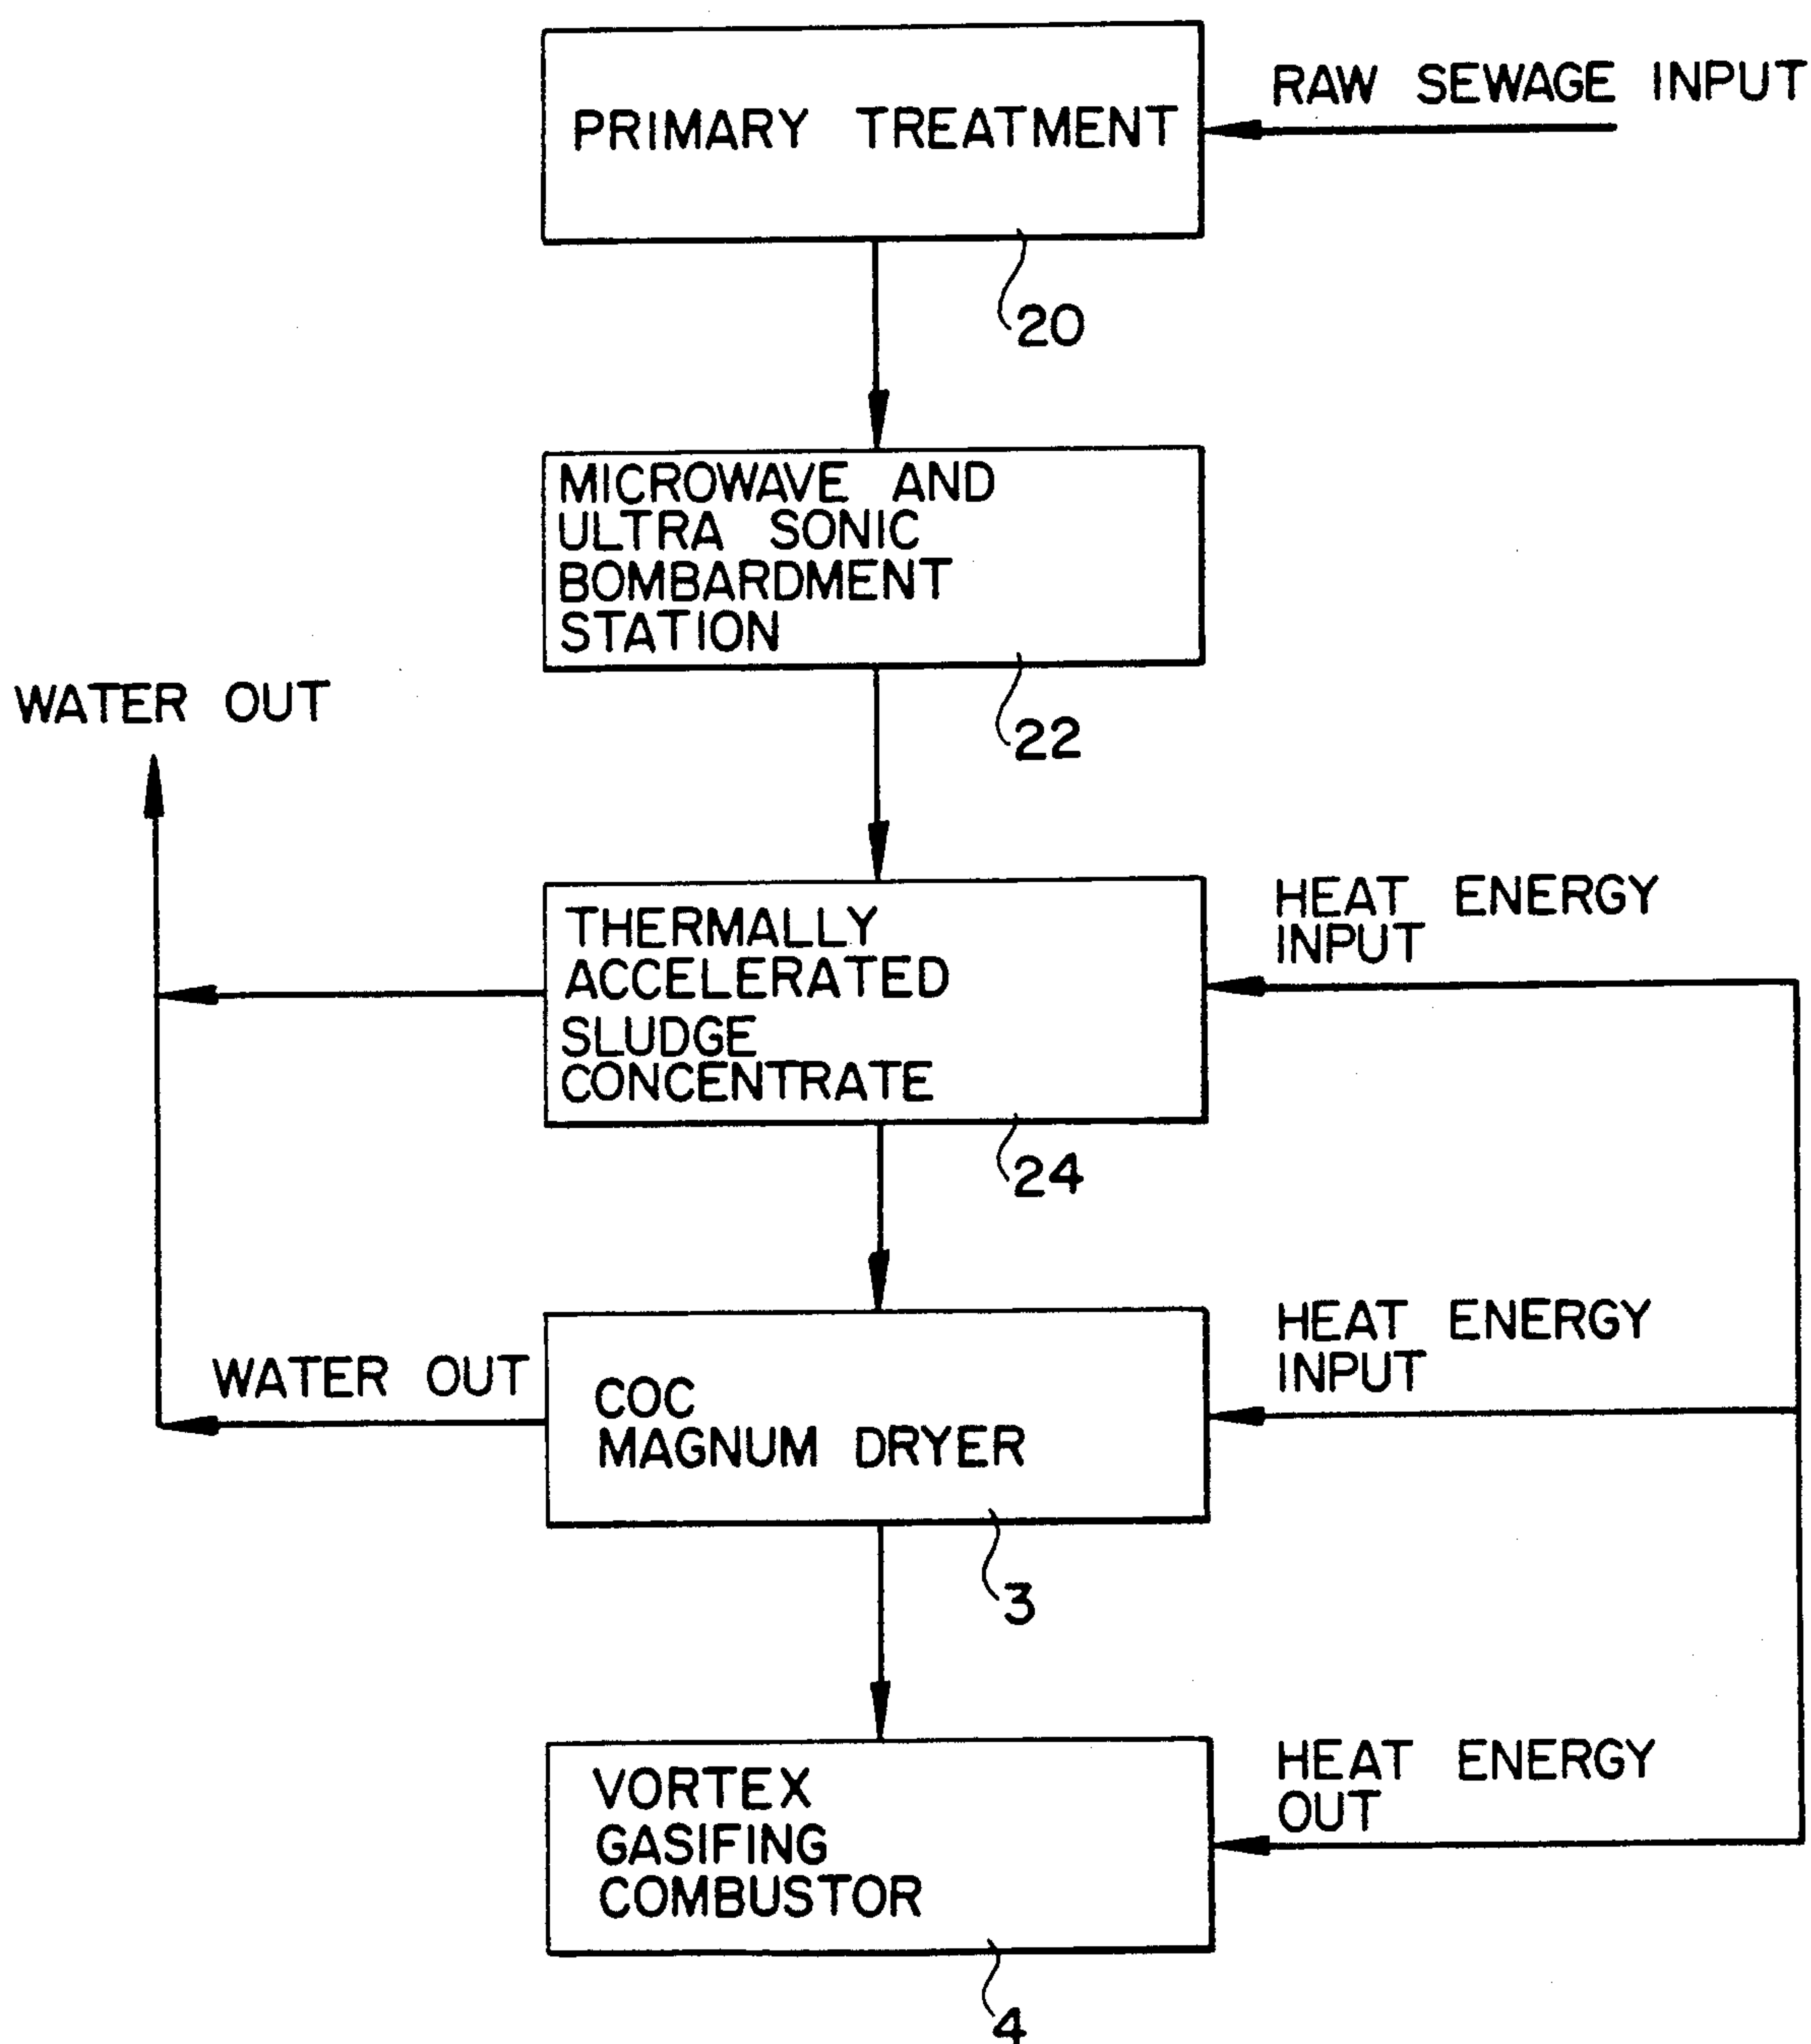 PRIMARY TREATMENT
RAW SEWAGE INPUT
20
MICROWAVE AND
ULTRA SONIC
BOMBARDMENT
STATION
22
WATER OUT
THERMALLY
ACCELERATED
SLUDGE
CONCENTRATE
HEAT ENERGY
INPUT
24
WATER OUT
COC
MAGNUM DRYER
HEAT ENERGY
INPUT
3
VORTEX
GASIFING
COMBUSTOR
HEAT ENERGY
OUT
4